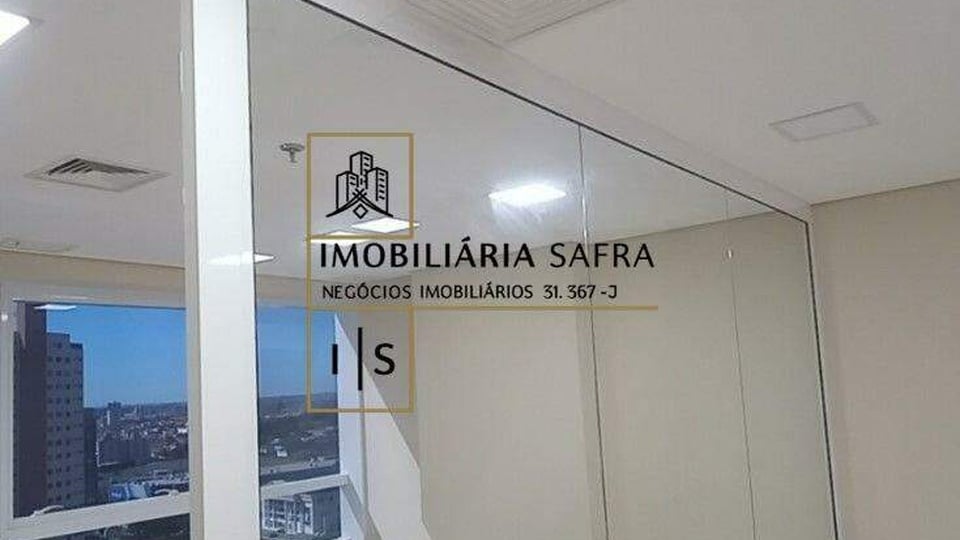 IMOBILIÁRIA SAFRA
NEGÓCIOS IMOBILIÁRIOS 31.367-J
I|S